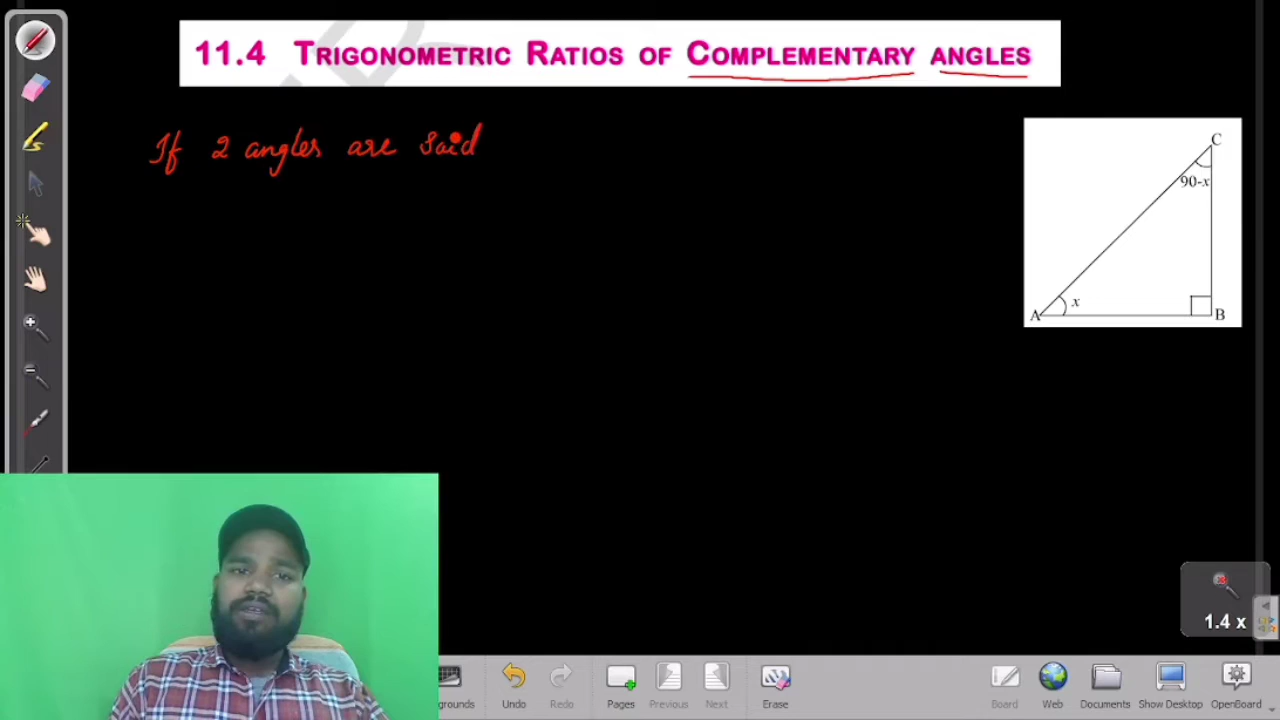 11.4 TRIGONOMETRIC RATIOS OF COMPLEMENTARY ANGLES
If 2 angles are said
C
90-x
x
A
B
1.4 x
grounds
Undo
Redo
Pages
Previous
Next
Erase
Board
Web
Documents
Show Desktop
OpenBoard